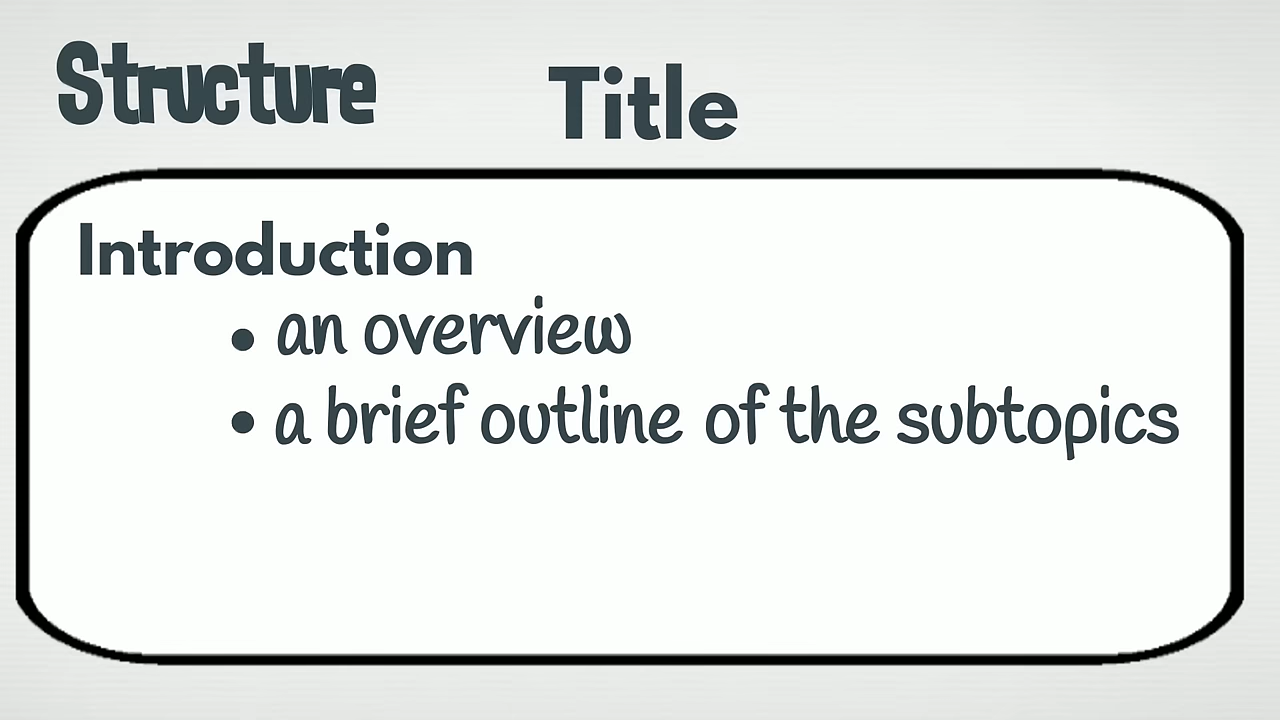 Structure
Title
Introduction
• an overview
• a brief outline of the subtopics